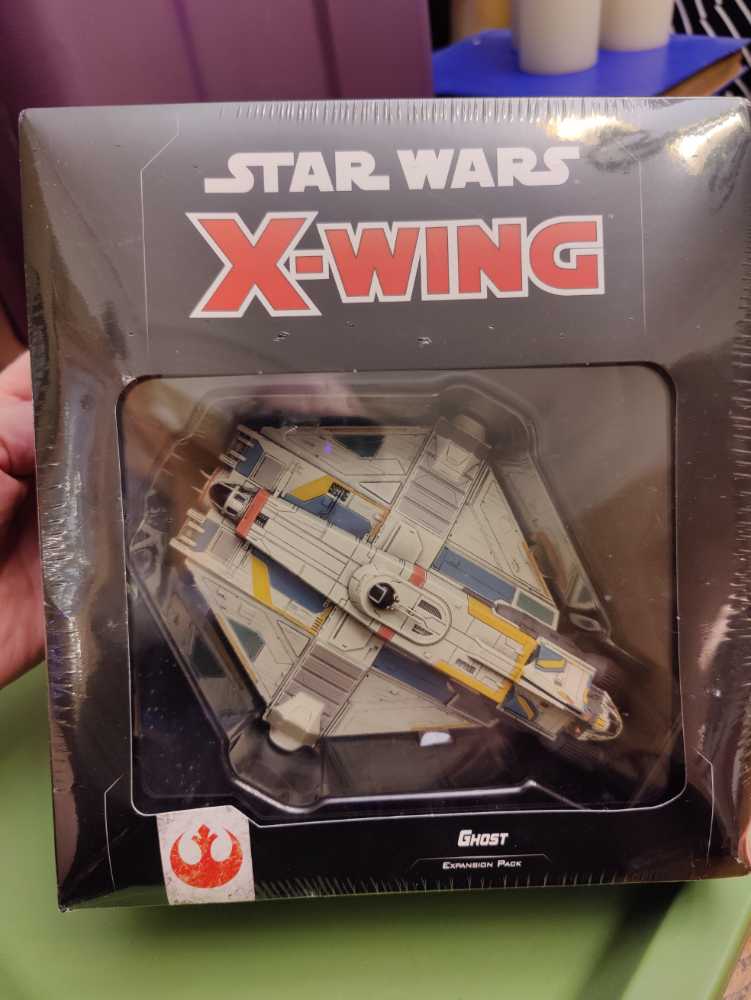 STAR WARS
X-WING
GHOST
EXPANSION PACK